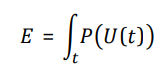 E = ∫_t P(U(t))